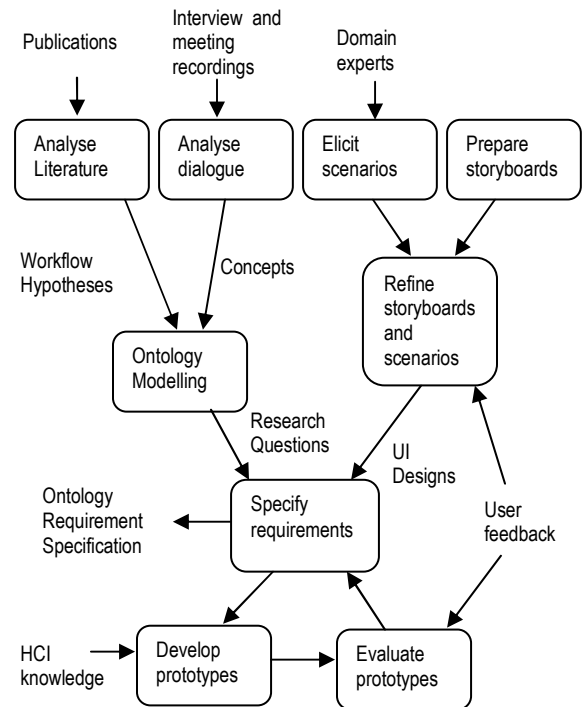 Publications
Interview and
meeting
recordings
Domain
experts
Analyse
Literature
Analyse
dialogue
Elicit
scenarios
Prepare
storyboards
Workflow
Hypotheses
Concepts
Refine
storyboards
and
scenarios
Ontology
Modelling
Research
Questions
UI
Designs
Ontology
Requirement
Specification
Specify
requirements
User
feedback
HCI
knowledge
Develop
prototypes
Evaluate
prototypes